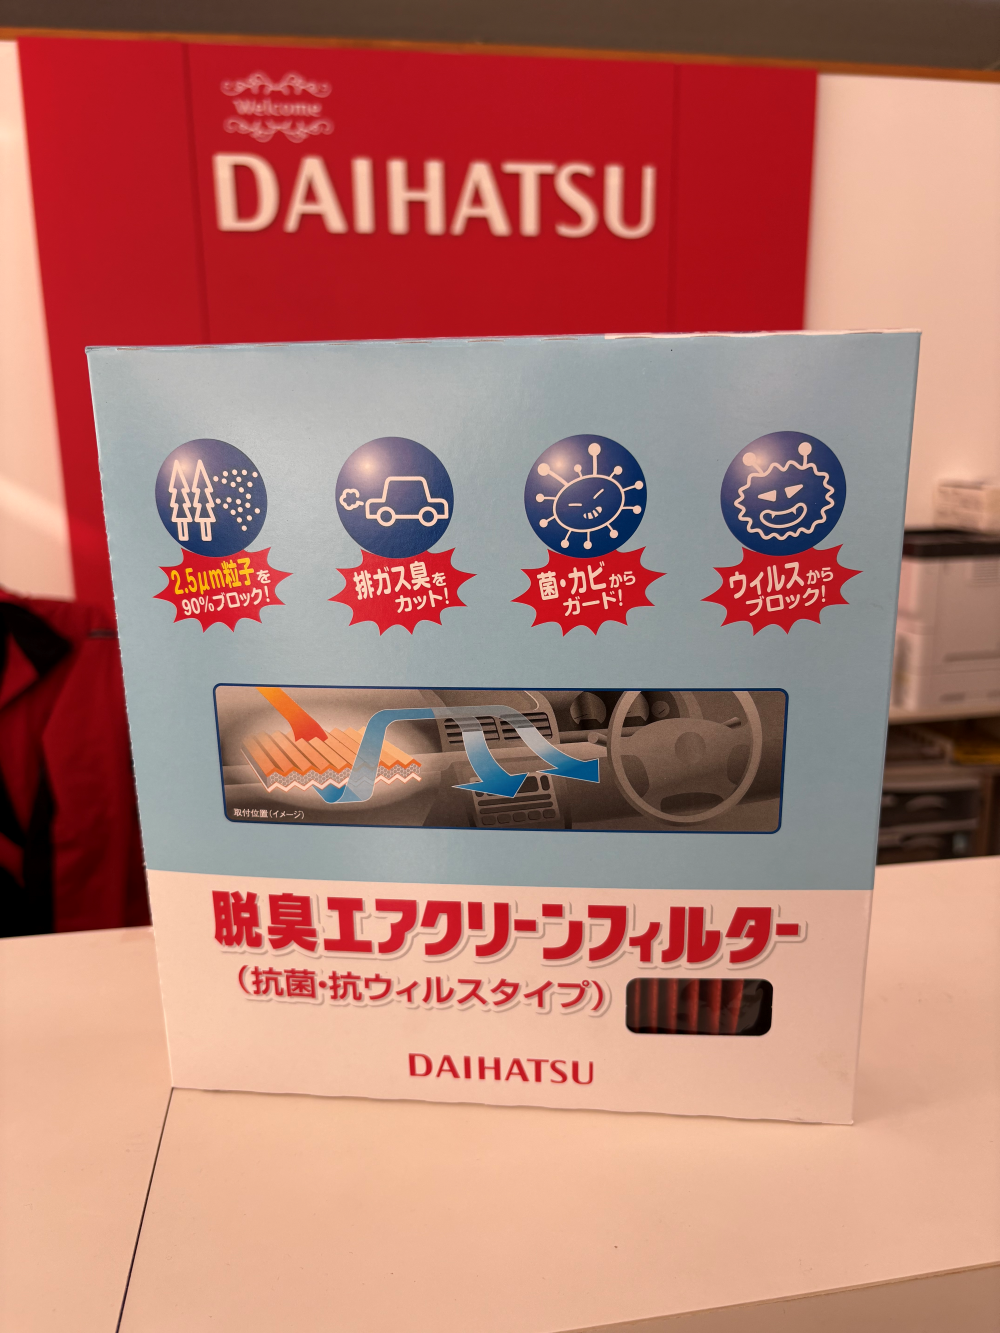 Welcome
DAIHATSU
2.5μm粒子を
90%ブロック!
排ガス臭を
カット!
菌・カビから
ガード!
ウィルスから
ブロック!
取付位置(イメージ)
脱臭エアクリーンフィルター
(抗菌・抗ウィルスタイプ)
DAIHATSU